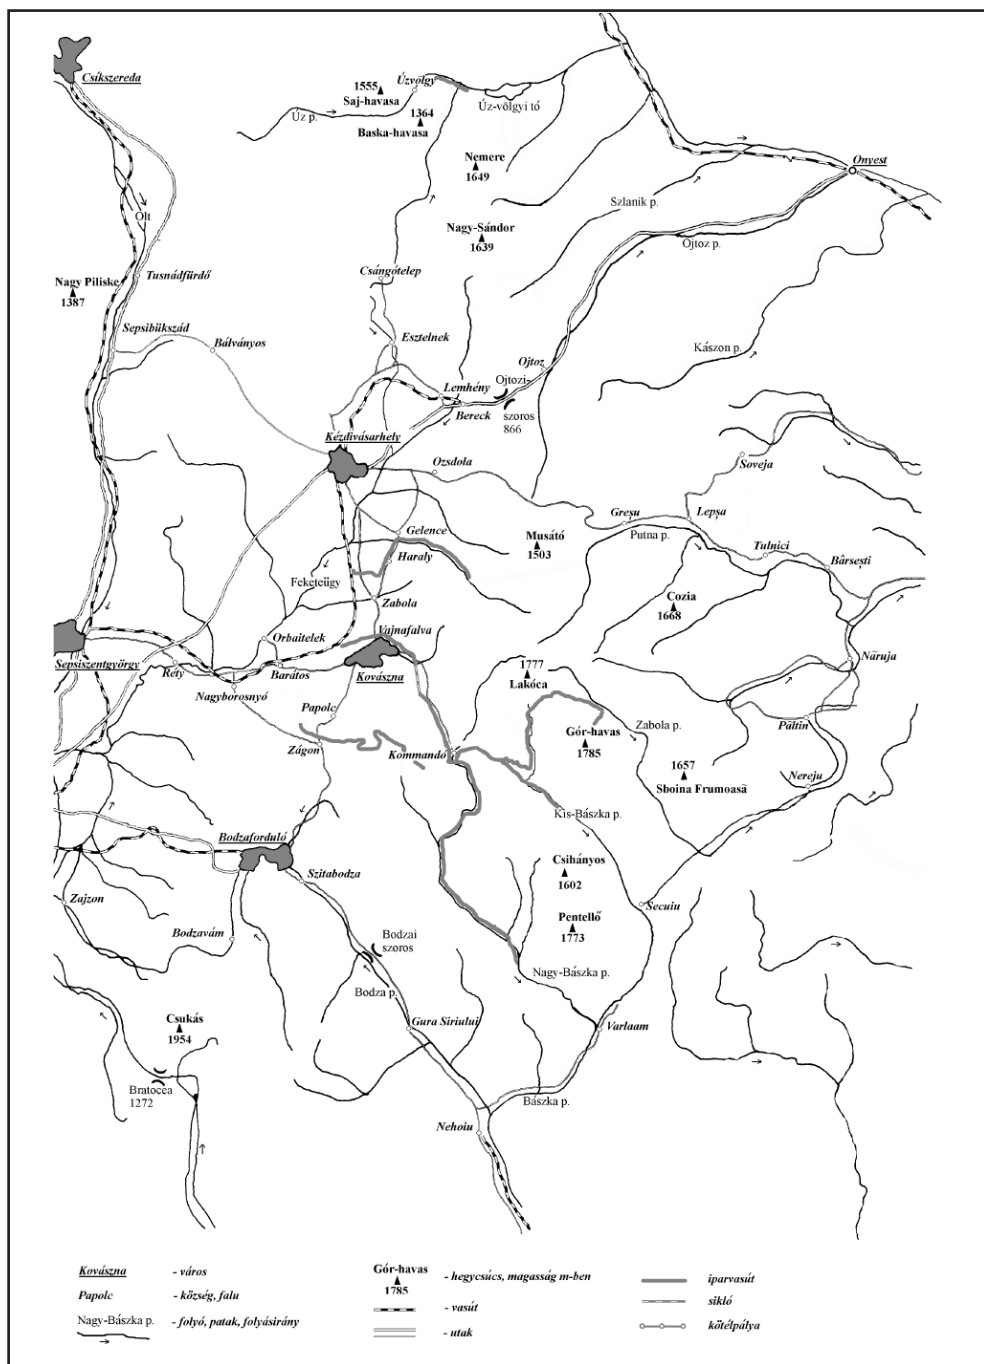 Csíkszereda
Úzvölgy
1555
Saj-havasa
Úz p.
1364
Baska-havasa
Úz-völgyi tó
Nemere
1649
Onyest
Szlanik p.
Olt
Nagy-Sándor
1639
Ojtoz p.
Csángótelep
Tusnádfürdő
Nagy Piliske
1387
Sepsibükszád
Bálványos
Esztelnek
Kászon p.
Ojtoz
Lemhény
Ojtozi-
szoros
866
Bereck
Kézdivásarhely
Ozsdola
Soveja
Greşu
Lepşa
Putna p.
Gelence
Musátó
1503
Haraly
Tulnici
Bârseşti
Feketeügy
Zabola
Cozia
1668
Vajnafalva
Orbaitelek
Sepsiszentgyörgy
Réty
Barátos
Kovászna
Nagyborosnyó
Năruja
1777
Lakóca
Papolc
Zabola p.
Păltin
Zágon
Kommandó
Gór-havas
1785
1657
Sboina Frumoasă
Nereju
Kis-Bászka p.
Bodzaforduló
Szitabodza
Csihányos
1602
Zajzon
Secuiu
Pentellő
1773
Bodzavám
Bodzai
szoros
Nagy-Bászka p.
Bodza p.
Csukás
1954
Gura Siriului
Varlaam
Bratocea
1272
Bászka p.
Nehoiu
Kovászna - város
Papolc - község, falu
Nagy-Bászka p. - folyó, patak, folyásirány
Gór-havas
1785 - hegycsúcs, magasság m-ben
- vasút
- utak
iparvasút
sikló
kötélpálya